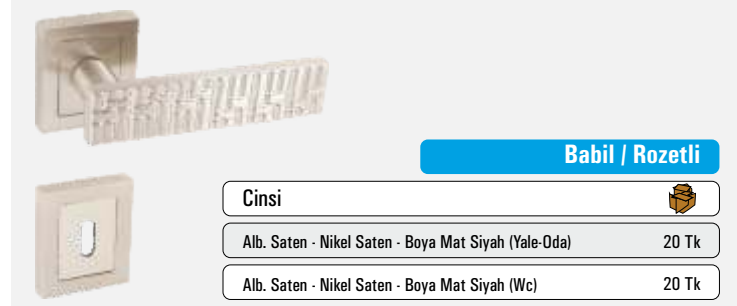 Babil / Rozetli
Cinsi
Alb. Saten - Nikel Saten - Boya Mat Siyah (Yale-Oda) 20 Tk
Alb. Saten - Nikel Saten - Boya Mat Siyah (Wc) 20 Tk